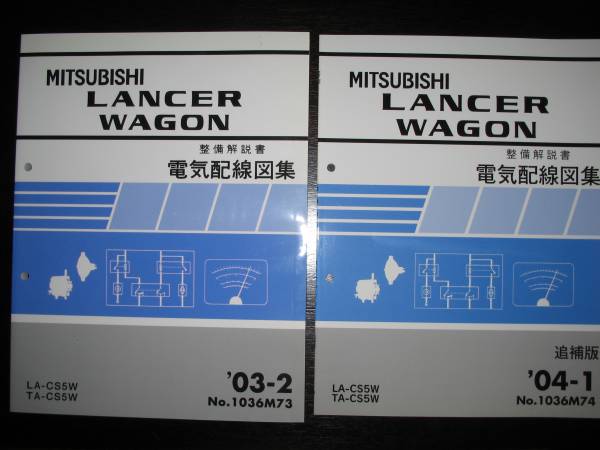 MITSUBISHI
LANCER
WAGON
整備解説書
電気配線図集
LA-CS5W
TA-CS5W
'03-2
No.1036M73
MITSUBISHI
LANCER
WAGON
整備解説書
電気配線図集
追補版
LA-CS5W
TA-CS5W
'04-1
No.1036M74